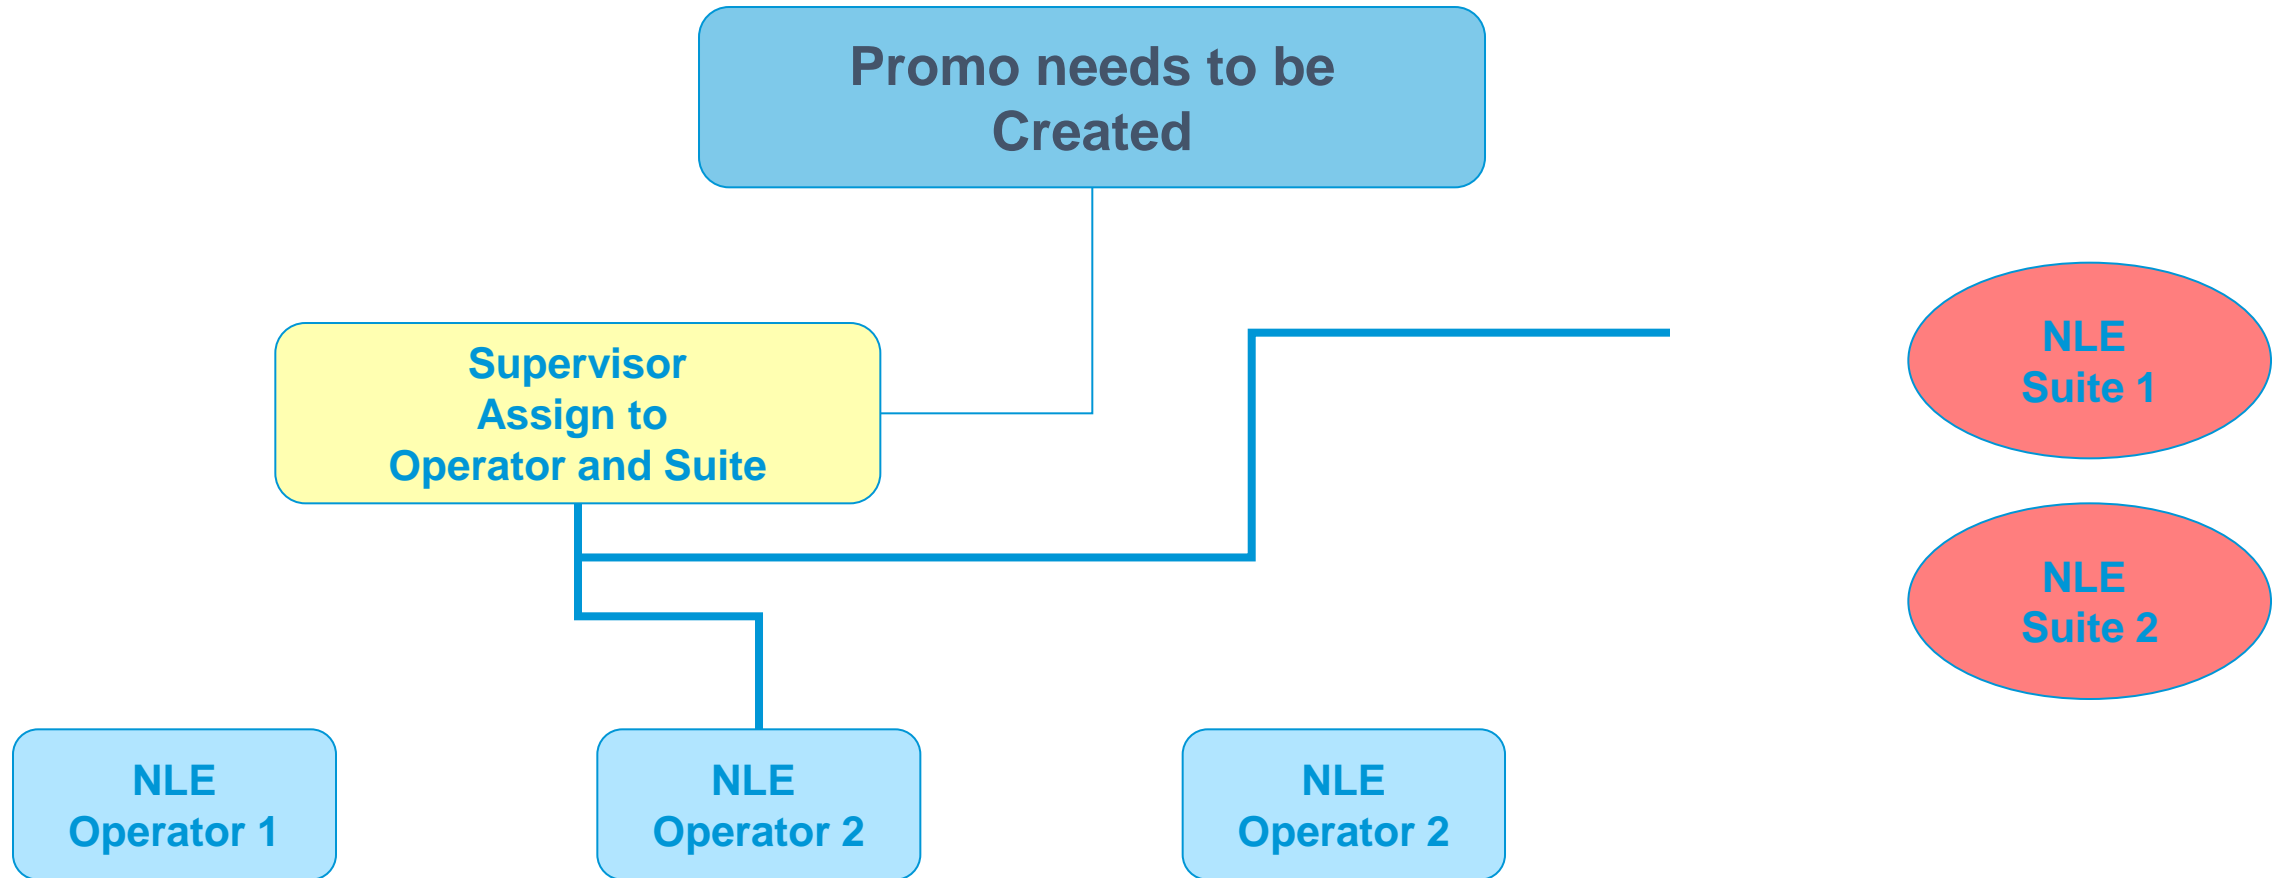 Promo needs to be
Created
Supervisor
Assign to
Operator and Suite
NLE
Suite 1
NLE
Suite 2
NLE
Operator 1
NLE
Operator 2
NLE
Operator 2